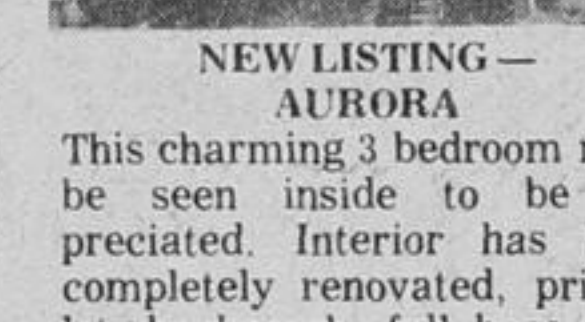 NEW LISTING —
AURORA
This charming 3 bedroom
be seen inside to be
preciated. Interior has
completely renovated,